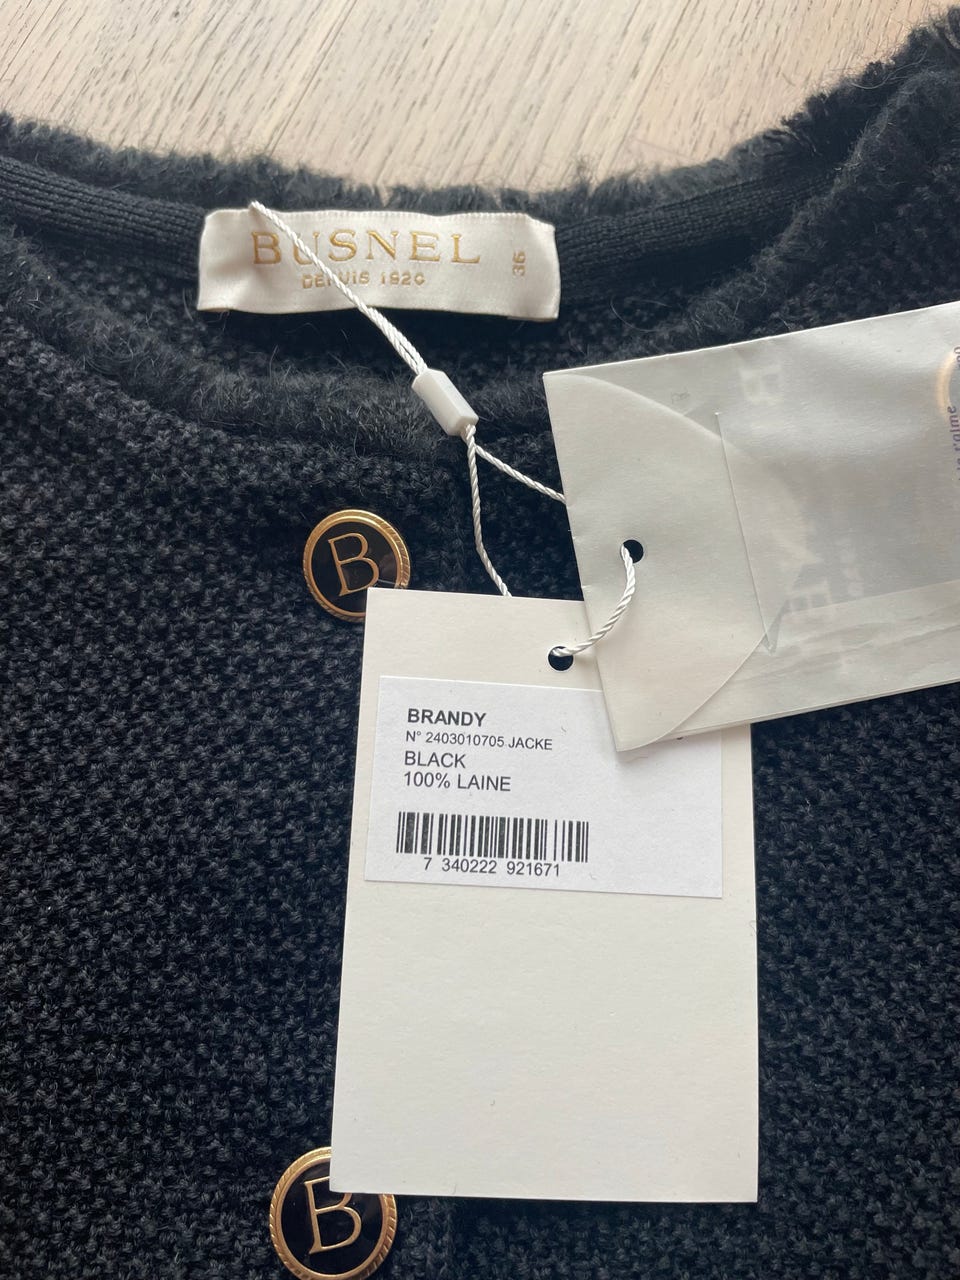 BUSNEL
DEPUIS 1920
36
B
BRANDY
N° 2403010705 JACKE
BLACK
100% LAINE
7 340222 921671
B